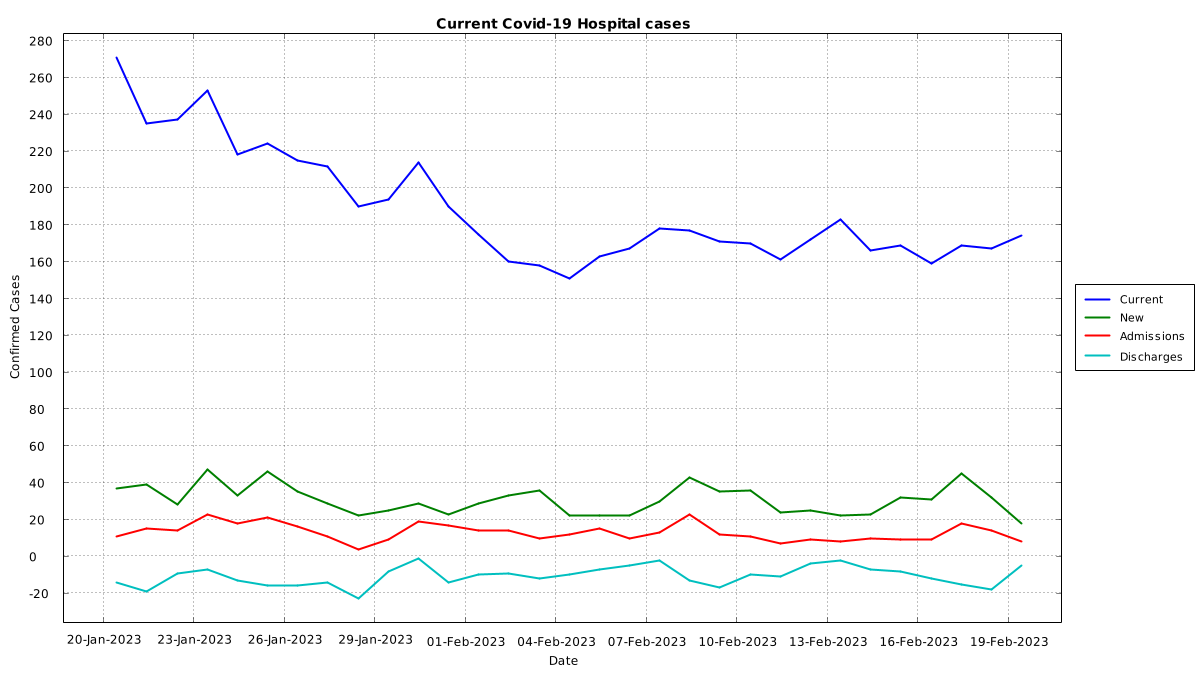 Current Covid-19 Hospital cases
280
260
240
220
200
180
160
140
120
100
80
60
40
20
0
-20
Confirmed Cases
20-Jan-2023 23-Jan-2023 26-Jan-2023 29-Jan-2023 01-Feb-2023 04-Feb-2023 07-Feb-2023 10-Feb-2023 13-Feb-2023 16-Feb-2023 19-Feb-2023
Date
Current
New
Admissions
Discharges